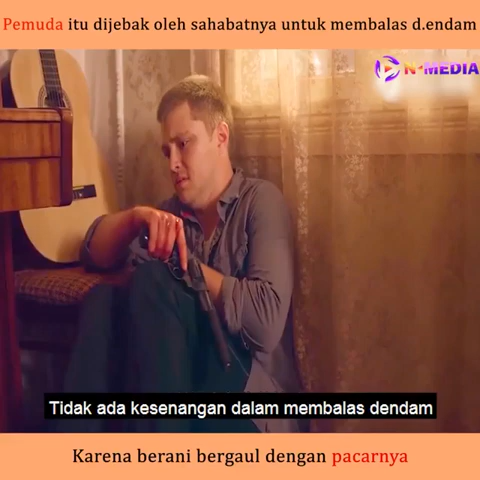 Pemuda itu dijebak oleh sahabatnya untuk membalas d.endam
N-MEDIA
Tidak ada kesenangan dalam membalas dendam
Karena berani bergaul dengan pacarnya